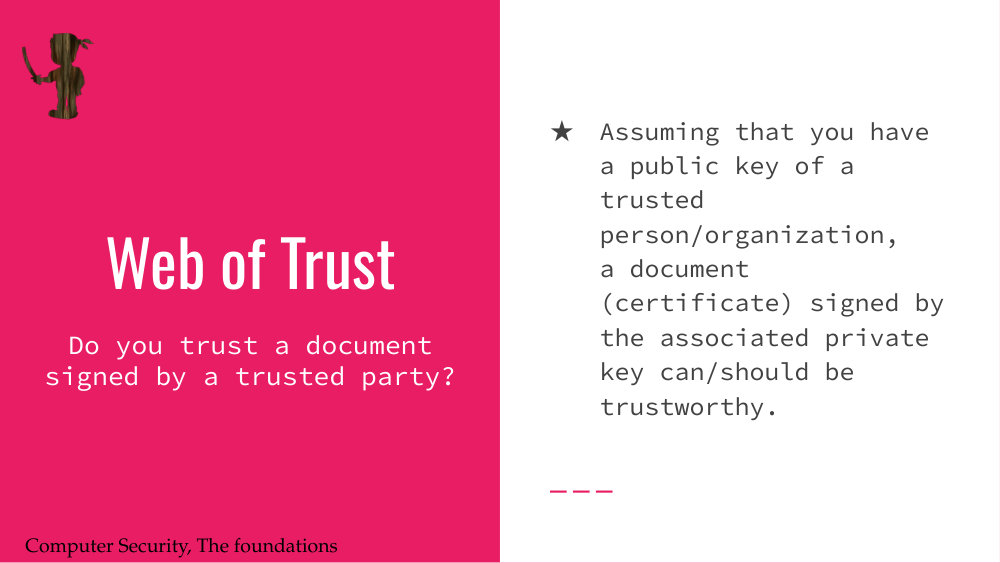 Web of Trust
Do you trust a document
signed by a trusted party?
★ Assuming that you have
a public key of a
trusted
person/organization,
a document
(certificate) signed by
the associated private
key can/should be
trustworthy.
Computer Security, The foundations